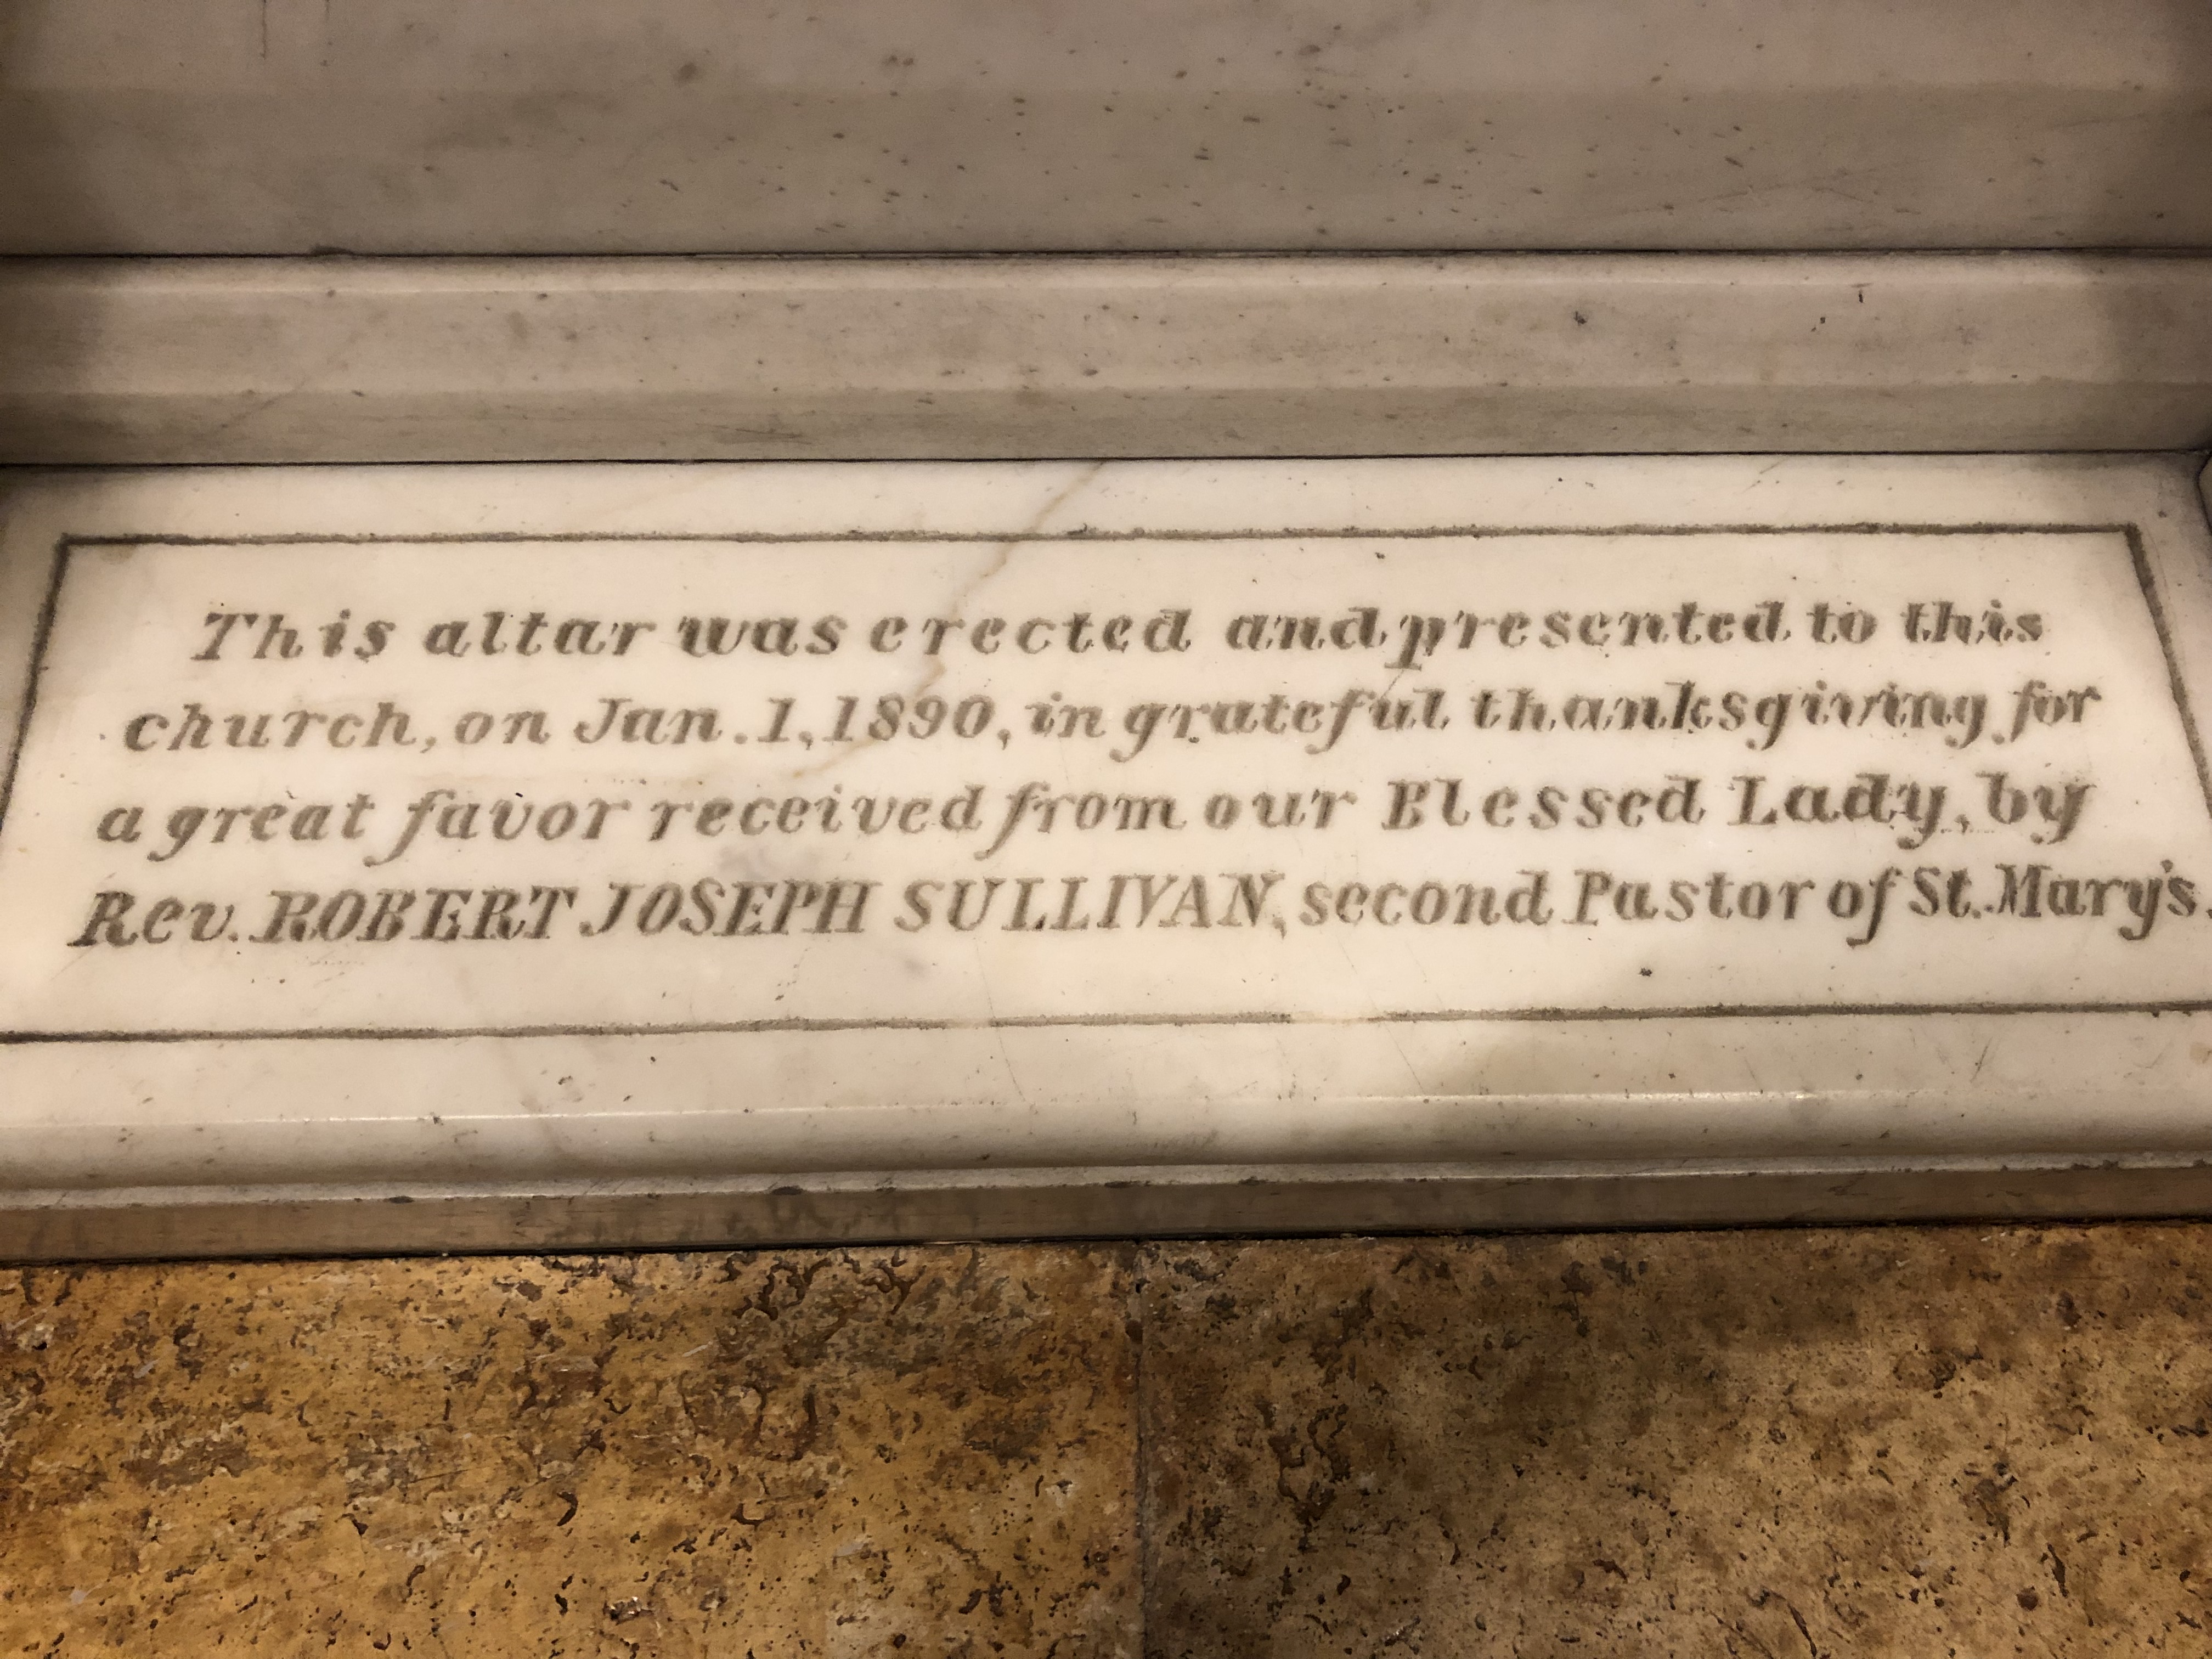 This altar was erected and presented to this
church, on Jan. 1, 1890, in grateful thanksgiving for
a great favor received from our Blessed Lady, by
Rev. ROBERT JOSEPH SULLIVAN, second Pastor of St. Mary's.